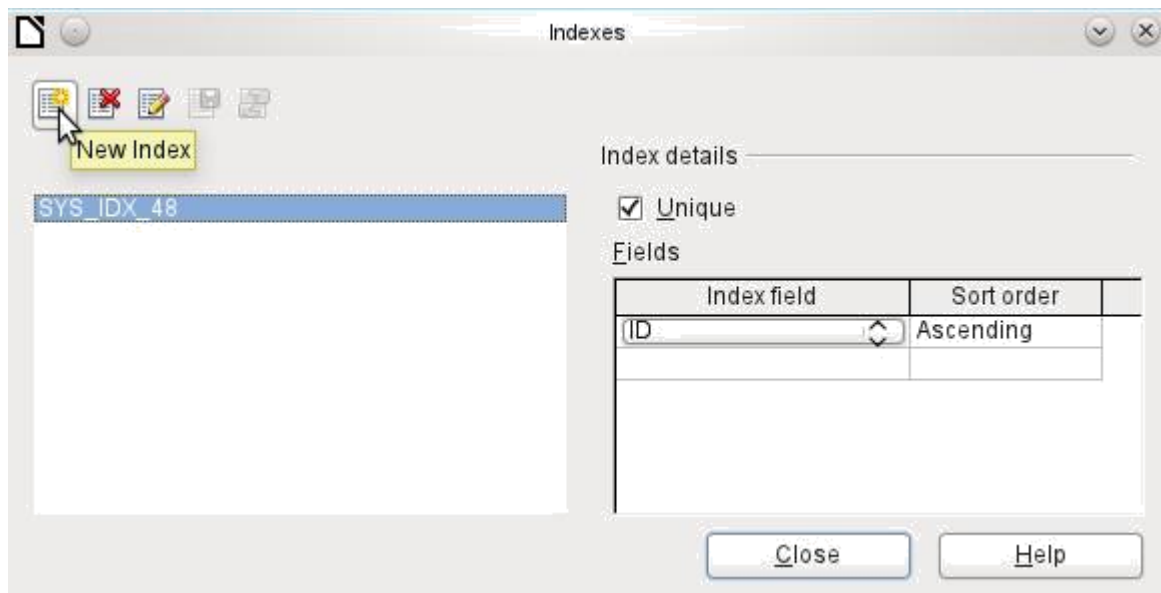 Indexes
New Index
Index details
SYS_IDX_48
Unique
Fields
Index field Sort order
ID Ascending
Close Help